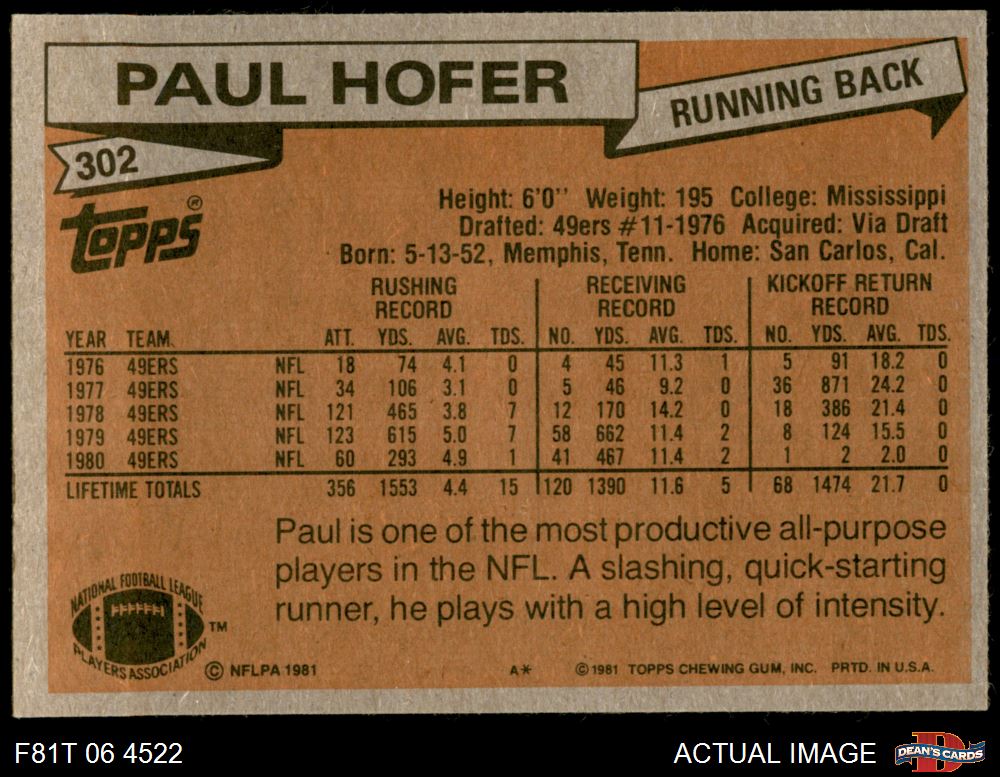 PAUL HOFER
RUNNING BACK
302
TOPPS®
Height: 6'0'' Weight: 195 College: Mississippi
Drafted: 49ers #11-1976 Acquired: Via Draft
Born: 5-13-52, Memphis, Tenn. Home: San Carlos, Cal.
RUSHING RECORD RECEIVING RECORD KICKOFF RETURN RECORD
YEAR TEAM ATT. YDS. AVG. TDS. NO. YDS. AVG. TDS. NO. YDS. AVG. TDS.
1976 49ERS NFL 18 74 4.1 0 4 45 11.3 1 5 91 18.2 0
1977 49ERS NFL 34 106 3.1 0 5 46 9.2 0 36 871 24.2 0
1978 49ERS NFL 121 465 3.8 7 12 170 14.2 0 18 386 21.4 0
1979 49ERS NFL 123 615 5.0 7 58 662 11.4 2 8 124 15.5 0
1980 49ERS NFL 60 293 4.9 1 41 467 11.4 2 1 2 2.0 0
LIFETIME TOTALS 356 1553 4.4 15 120 1390 11.6 5 68 1474 21.7 0
Paul is one of the most productive all-purpose
players in the NFL. A slashing, quick-starting
runner, he plays with a high level of intensity.
NATIONAL FOOTBALL LEAGUE
PLAYERS ASSOCIATION TM
© NFLPA 1981 A* © 1981 TOPPS CHEWING GUM, INC. PRTD. IN U.S.A.
F81T 06 4522 ACTUAL IMAGE D DEAN'S CARDS